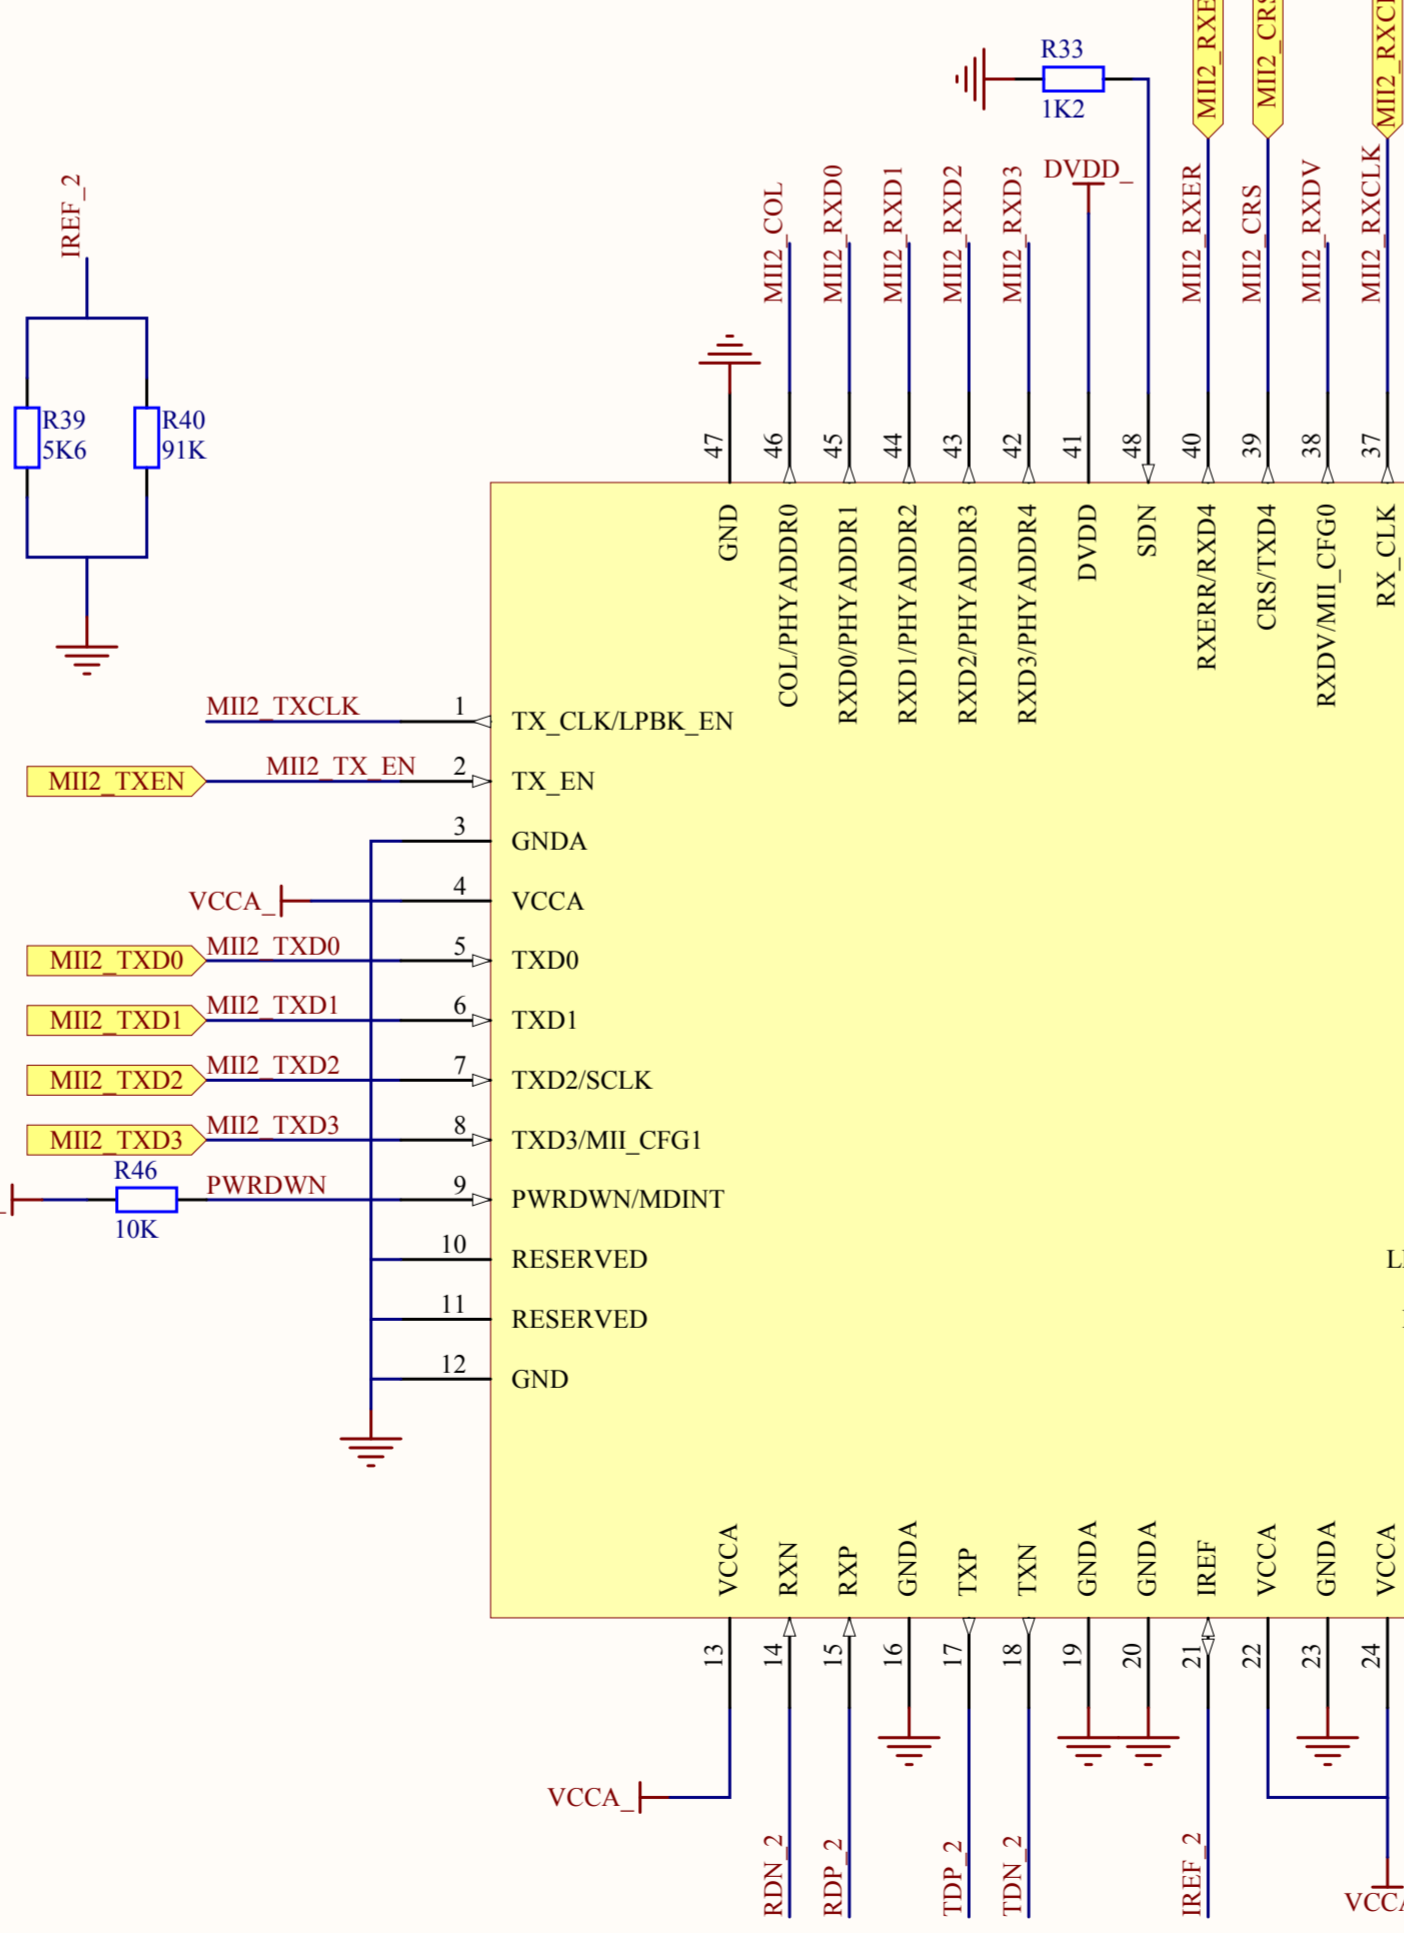 MII2_CRS
R33
1K2
DVDD_
IREF_2
MII2_COL
MII2_RXD0
MII2_RXD1
MII2_RXD2
MII2_RXD3
MII2_RXER
MII2_CRS
MII2_RXDV
MII2_RXCLK
R39
5K6
R40
91K
47
46
45
44
43
42
41
48
40
39
38
37
GND
COL/PHYADDR0
RXD0/PHYADDR1
RXD1/PHYADDR2
RXD2/PHYADDR3
RXD3/PHYADDR4
DVDD
SDN
RXERR/RXD4
CRS/TXD4
RXDV/MII_CFG0
RX_CLK
MII2_TXCLK 1 TX_CLK/LPBK_EN
MII2_TXEN MII2_TX_EN 2 TX_EN
3 GNDA
VCCA_ 4 VCCA
MII2_TXD0 MII2_TXD0 5 TXD0
MII2_TXD1 MII2_TXD1 6 TXD1
MII2_TXD2 MII2_TXD2 7 TXD2/SCLK
MII2_TXD3 MII2_TXD3 8 TXD3/MII_CFG1
R46
10K
PWRDWN 9 PWRDWN/MDINT
10 RESERVED
11 RESERVED
12 GND
VCCA
RXN
RXP
GNDA
TXP
TXN
GNDA
GNDA
IREF
VCCA
GNDA
VCCA
13
14
15
16
17
18
19
20
21
22
23
24
VCCA_
RDN_2
RDP_2
TDP_2
TDN_2
IREF_2